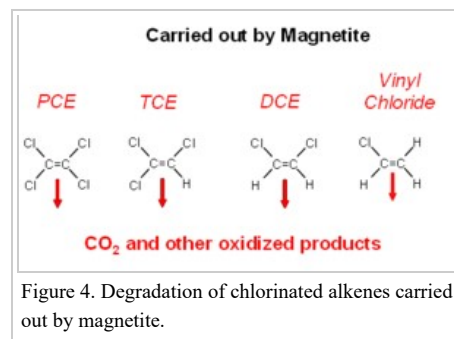 Carried out by Magnetite
Vinyl
PCE TCE DCE Chloride
Cl Cl Cl Cl Cl Cl Cl H
C=C C=C C=C C=C
Cl Cl Cl H H H H H
CO₂ and other oxidized products
Figure 4. Degradation of chlorinated alkenes carried
out by magnetite.